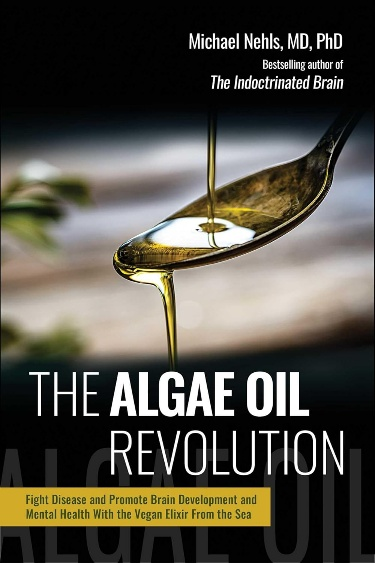 Michael Nehls, MD, PhD
Bestselling author of
The Indoctrinated Brain
THE ALGAE OIL
REVOLUTION
ALGAE OIL
Fight Disease and Promote Brain Development and
Mental Health With the Vegan Elixir From the Sea